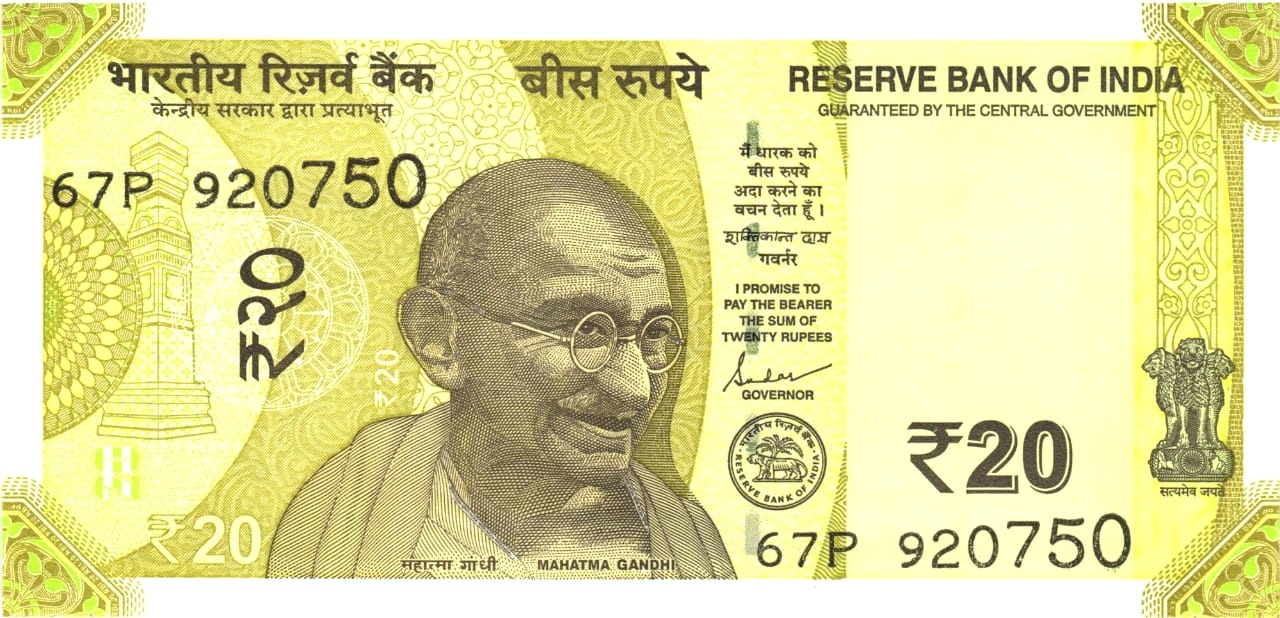 भारतीय रिज़र्व बैंक
केन्द्रीय सरकार द्वारा प्रत्याभूत
बीस रुपये
RESERVE BANK OF INDIA
GUARANTEED BY THE CENTRAL GOVERNMENT
67P 920750
₹२०
₹20
₹20
महात्मा गांधी
MAHATMA GANDHI
मैं धारक को
बीस रुपये
अदा करने का
वचन देता हूँ ।
शक्तिकान्त दास
गवर्नर
I PROMISE TO
PAY THE BEARER
THE SUM OF
TWENTY RUPEES
GOVERNOR
भारतीय रिज़र्व बैंक
RESERVE BANK OF INDIA
₹20
सत्यमेव जयते
67P 920750